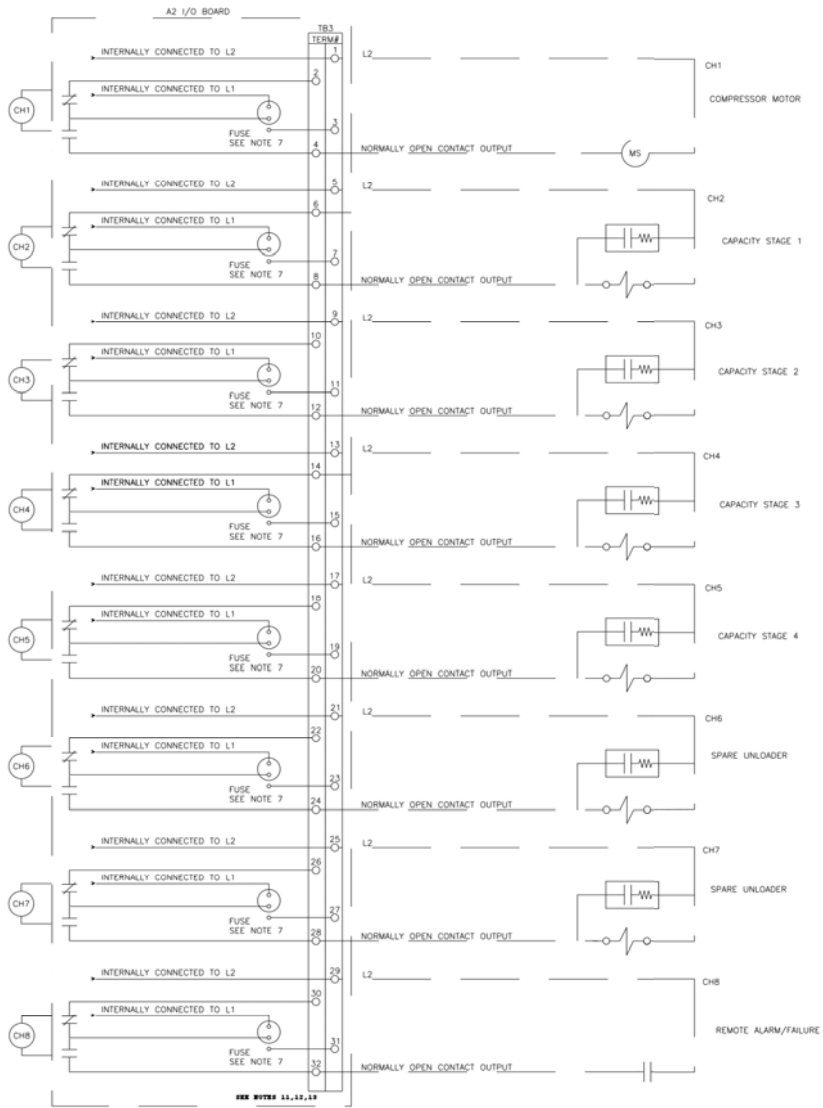 A2 I/O BOARD
TB3
TERM#
INTERNALLY CONNECTED TO L2
1
L2
CH1
2
INTERNALLY CONNECTED TO L1
COMPRESSOR MOTOR
CH1
3
FUSE
SEE NOTE 7
4
NORMALLY OPEN CONTACT OUTPUT
MS
INTERNALLY CONNECTED TO L2
5
L2
CH2
6
INTERNALLY CONNECTED TO L1
CH2
CAPACITY STAGE 1
7
FUSE
SEE NOTE 7
8
NORMALLY OPEN CONTACT OUTPUT
INTERNALLY CONNECTED TO L2
9
L2
CH3
10
INTERNALLY CONNECTED TO L1
CH3
CAPACITY STAGE 2
11
FUSE
SEE NOTE 7
12
NORMALLY OPEN CONTACT OUTPUT
INTERNALLY CONNECTED TO L2
13
L2
CH4
14
INTERNALLY CONNECTED TO L1
CH4
CAPACITY STAGE 3
15
FUSE
SEE NOTE 7
16
NORMALLY OPEN CONTACT OUTPUT
INTERNALLY CONNECTED TO L2
17
L2
CH5
18
INTERNALLY CONNECTED TO L1
CH5
CAPACITY STAGE 4
19
FUSE
SEE NOTE 7
20
NORMALLY OPEN CONTACT OUTPUT
INTERNALLY CONNECTED TO L2
21
L2
CH6
22
INTERNALLY CONNECTED TO L1
CH6
SPARE UNLOADER
23
FUSE
SEE NOTE 7
24
NORMALLY OPEN CONTACT OUTPUT
INTERNALLY CONNECTED TO L2
25
L2
CH7
26
INTERNALLY CONNECTED TO L1
CH7
SPARE UNLOADER
27
FUSE
SEE NOTE 7
28
NORMALLY OPEN CONTACT OUTPUT
INTERNALLY CONNECTED TO L2
29
L2
CH8
30
INTERNALLY CONNECTED TO L1
CH8
REMOTE ALARM/FAILURE
31
FUSE
SEE NOTE 7
32
NORMALLY OPEN CONTACT OUTPUT
SEE NOTES 11,12,13